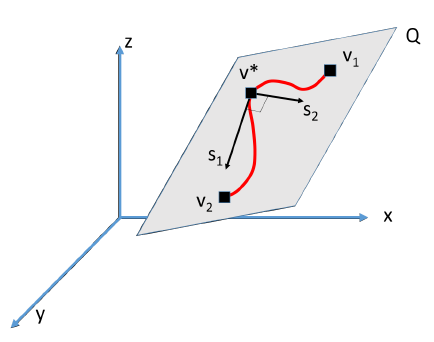 Q
z
v₁
v*
s₂
s₁
v₂
x
y